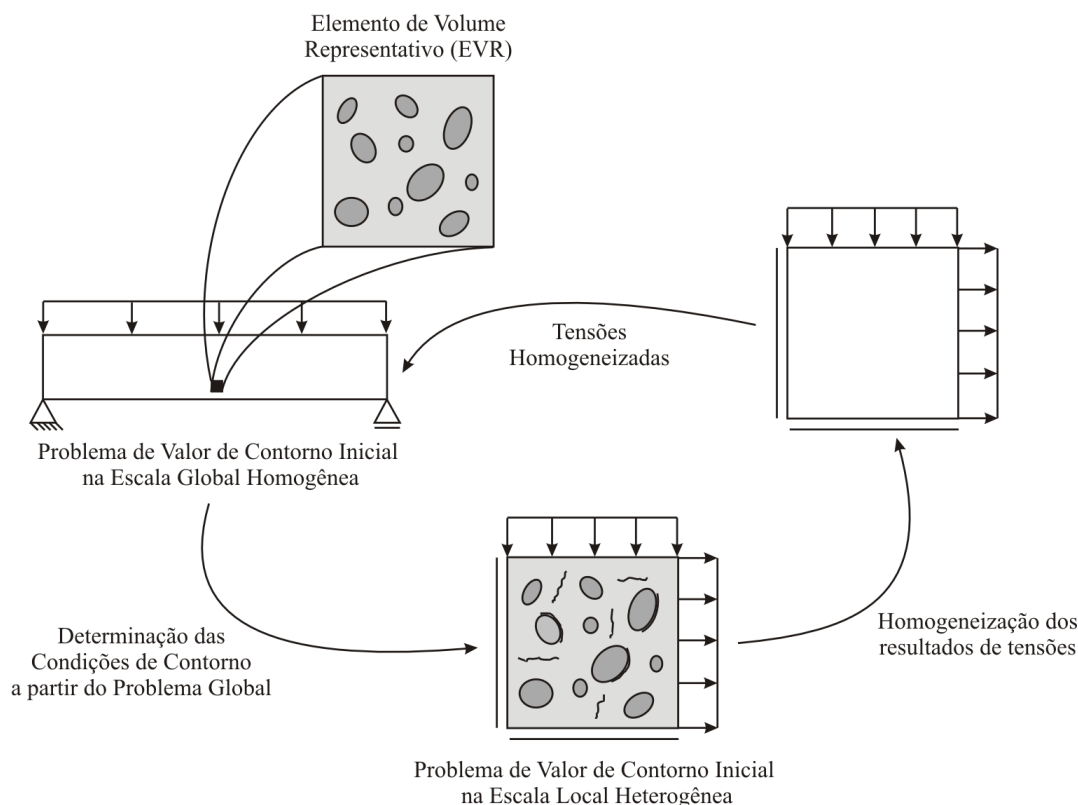 Elemento de Volume
Representativo (EVR)
Tensões
Homogeneizadas
Problema de Valor de Contorno Inicial
na Escala Global Homogênea
Determinação das
Condições de Contorno
a partir do Problema Global
Homogeneização dos
resultados de tensões
Problema de Valor de Contorno Inicial
na Escala Local Heterogênea